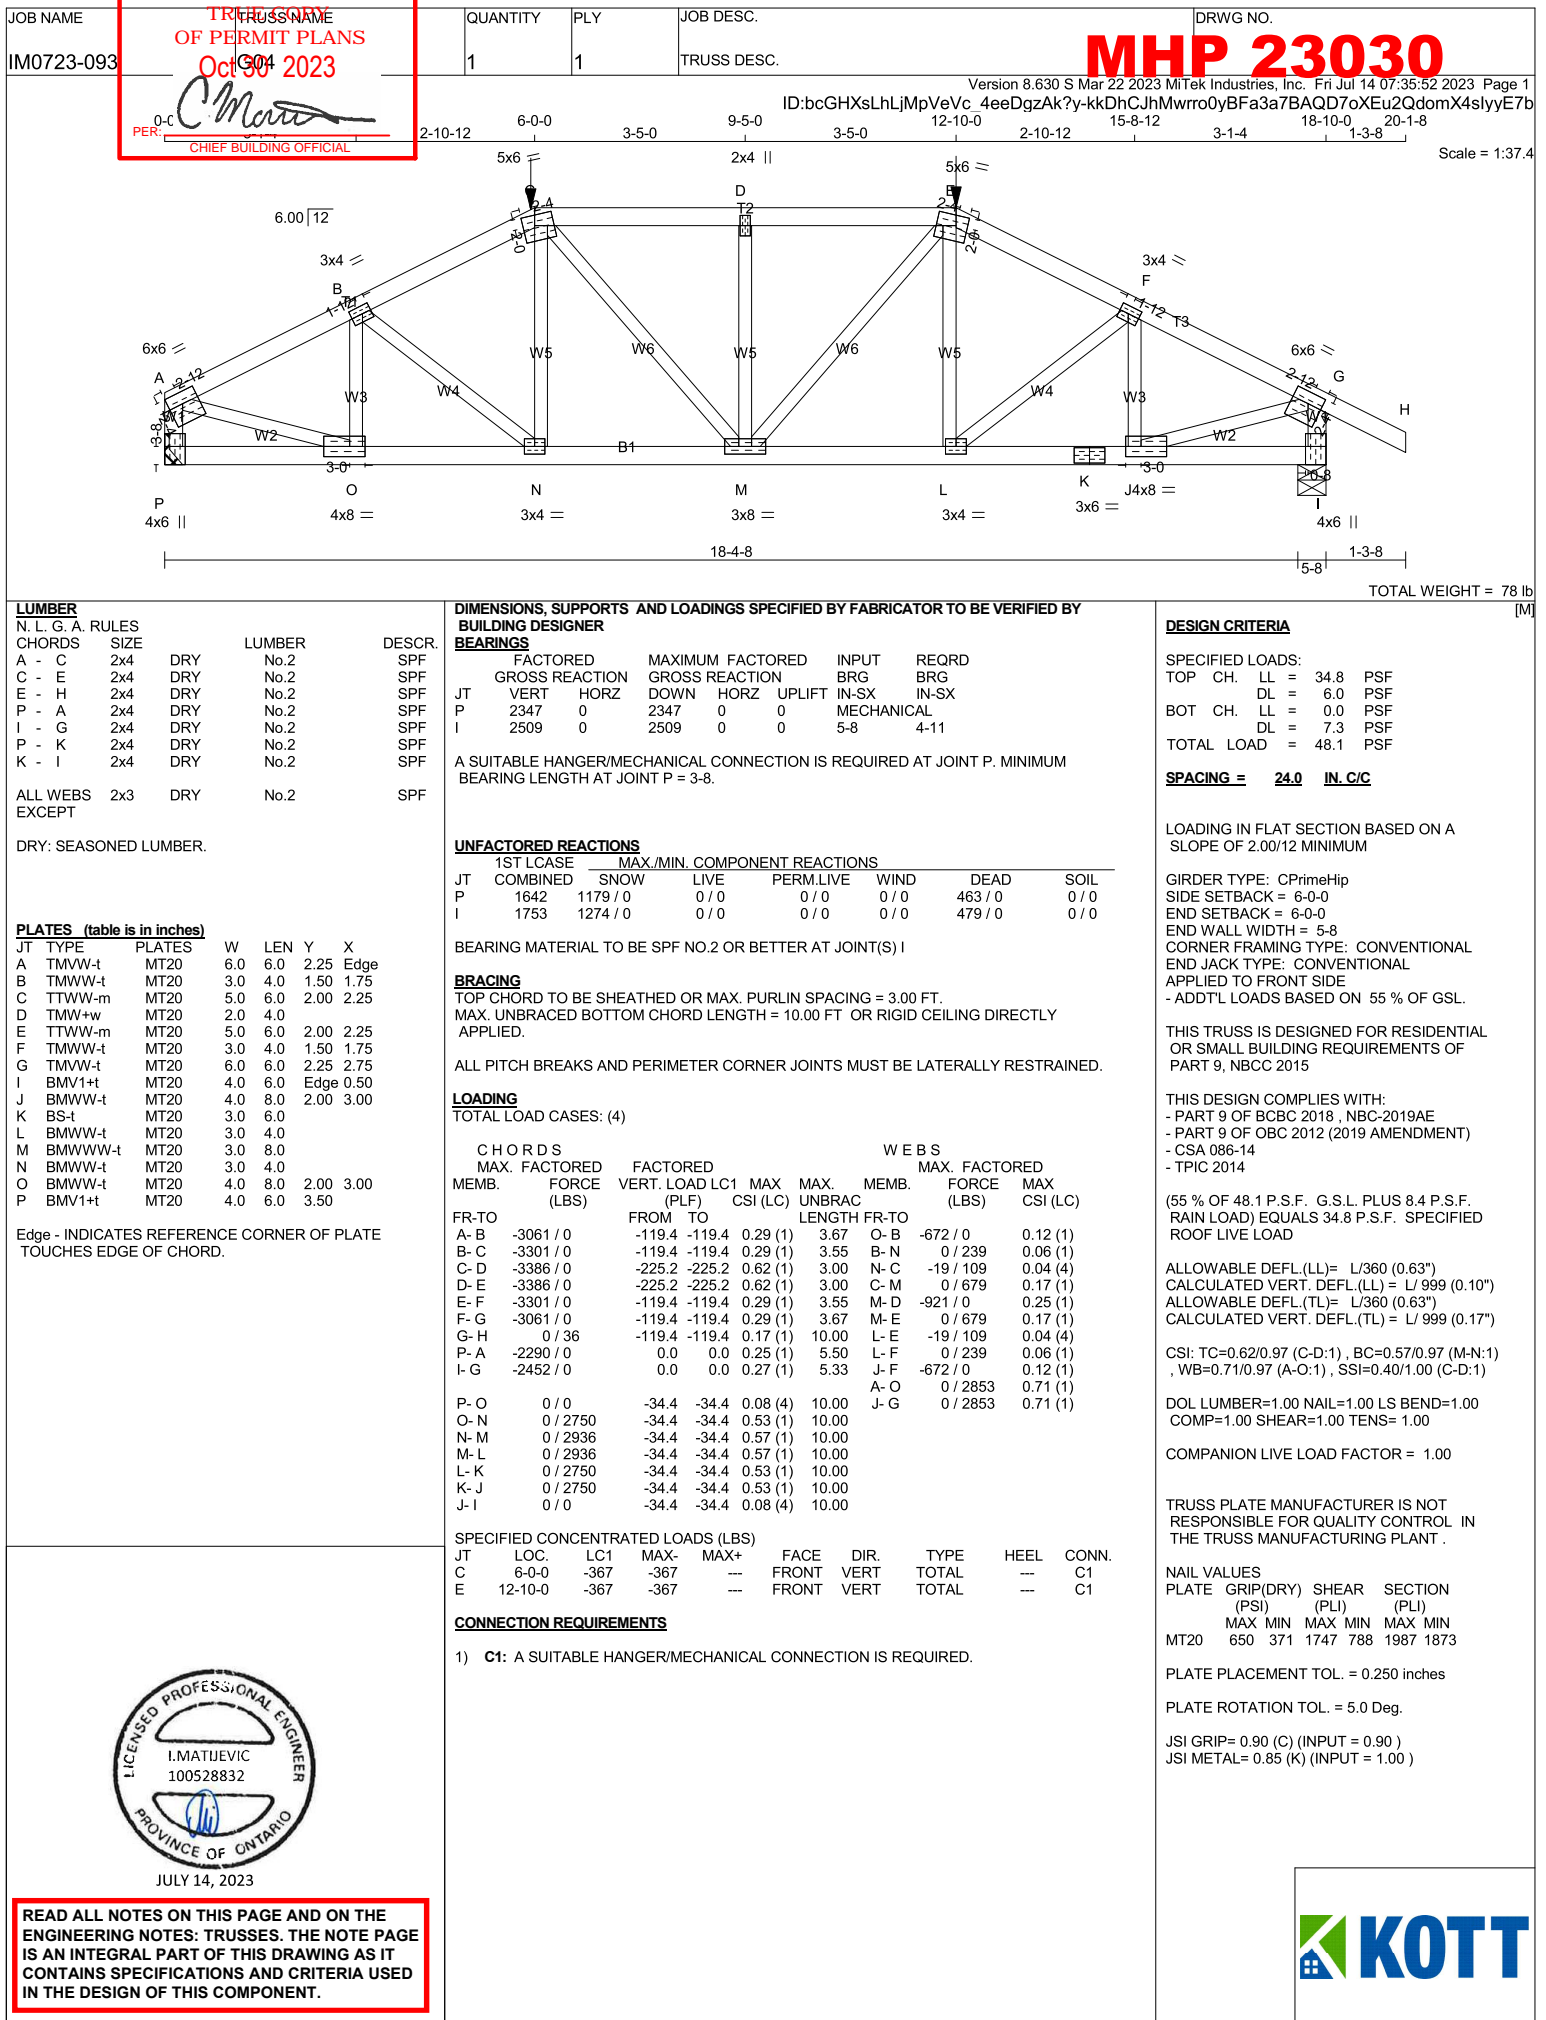 JOB NAME
TRUSS NAME
QUANTITY
PLY
JOB DESC.
DRWG NO.
IM0723-093
G04
1
1
TRUSS DESC.
MHP 23030
TRUE COPY
OF PERMIT PLANS
Oct 30 2023
PER:
CHIEF BUILDING OFFICIAL
Version 8.630 S Mar 22 2023 MiTek Industries, Inc. Fri Jul 14 07:35:52 2023 Page 1
ID:bcGHXsLhLjMpVeVc_4eeDgzAk?y-kkDhCJhMwrro0yBFa3a7BAQD7oXEu2QdomX4sIyyE7b
6-0-0 9-5-0 12-10-0 15-8-12 18-10-0 20-1-8
2-10-12 3-5-0 3-5-0 2-10-12 3-1-4 1-3-8
Scale = 1:37.4
5x6 =
2x4 ||
5x6 =
D
E
2-4
T2
6.00 12
2-0
2-0
3x4 =
3x4 =
B
T1
F
1-12
T3
6x6 =
W5
W6
W5
W6
W5
6x6 =
A
2-12
W3
W4
W4
W3
2-12
G
H
W1
3-8
W2
B1
W2
3-0
3-0
0-8
P
O
N
M
L
K
J
I
4x6 ||
4x8 =
3x4 =
3x8 =
3x4 =
3x6 =
4x8 =
4x6 ||
18-4-8
5-8
1-3-8
TOTAL WEIGHT = 78 lb
[M]
LUMBER
N. L. G. A. RULES
CHORDS SIZE LUMBER DESCR.
A - C 2x4 DRY No.2 SPF
C - E 2x4 DRY No.2 SPF
E - H 2x4 DRY No.2 SPF
P - A 2x4 DRY No.2 SPF
I - G 2x4 DRY No.2 SPF
P - K 2x4 DRY No.2 SPF
K - I 2x4 DRY No.2 SPF
ALL WEBS 2x3 DRY No.2 SPF
EXCEPT
DRY: SEASONED LUMBER.
PLATES (table is in inches)
JT TYPE PLATES W LEN Y X
A TMVW-t MT20 6.0 6.0 2.25 Edge
B TMWW-t MT20 3.0 4.0 1.50 1.75
C TTWW-m MT20 5.0 6.0 2.00 2.25
D TMW+w MT20 2.0 4.0
E TTWW-m MT20 5.0 6.0 2.00 2.25
F TMWW-t MT20 3.0 4.0 1.50 1.75
G TMVW-t MT20 6.0 6.0 2.25 2.75
I BMV1+t MT20 4.0 6.0 Edge 0.50
J BMWW-t MT20 4.0 8.0 2.00 3.00
K BS-t MT20 3.0 6.0
L BMWW-t MT20 3.0 4.0
M BMWWW-t MT20 3.0 8.0
N BMWW-t MT20 3.0 4.0
O BMWW-t MT20 4.0 8.0 2.00 3.00
P BMV1+t MT20 4.0 6.0 3.50
Edge - INDICATES REFERENCE CORNER OF PLATE
TOUCHES EDGE OF CHORD.
LICENSED PROFESSIONAL ENGINEER
I.MATIJEVIC
100528832
PROVINCE OF ONTARIO
JULY 14, 2023
READ ALL NOTES ON THIS PAGE AND ON THE
ENGINEERING NOTES: TRUSSES. THE NOTE PAGE
IS AN INTEGRAL PART OF THIS DRAWING AS IT
CONTAINS SPECIFICATIONS AND CRITERIA USED
IN THE DESIGN OF THIS COMPONENT.
DIMENSIONS, SUPPORTS AND LOADINGS SPECIFIED BY FABRICATOR TO BE VERIFIED BY
BUILDING DESIGNER
BEARINGS
FACTORED MAXIMUM FACTORED INPUT REQRD
GROSS REACTION GROSS REACTION BRG BRG
JT VERT HORZ DOWN HORZ UPLIFT IN-SX IN-SX
P 2347 0 2347 0 0 MECHANICAL
I 2509 0 2509 0 0 5-8 4-11
A SUITABLE HANGER/MECHANICAL CONNECTION IS REQUIRED AT JOINT P. MINIMUM
BEARING LENGTH AT JOINT P = 3-8.
UNFACTORED REACTIONS
1ST LCASE MAX./MIN. COMPONENT REACTIONS
JT COMBINED SNOW LIVE PERM.LIVE WIND DEAD SOIL
P 1642 1179 / 0 0 / 0 0 / 0 0 / 0 463 / 0 0 / 0
I 1753 1274 / 0 0 / 0 0 / 0 0 / 0 479 / 0 0 / 0
BEARING MATERIAL TO BE SPF NO.2 OR BETTER AT JOINT(S) I
BRACING
TOP CHORD TO BE SHEATHED OR MAX. PURLIN SPACING = 3.00 FT.
MAX. UNBRACED BOTTOM CHORD LENGTH = 10.00 FT OR RIGID CEILING DIRECTLY
APPLIED.
ALL PITCH BREAKS AND PERIMETER CORNER JOINTS MUST BE LATERALLY RESTRAINED.
LOADING
TOTAL LOAD CASES: (4)
C H O R D S W E B S
MAX. FACTORED FACTORED MAX. FACTORED
MEMB. FORCE VERT. LOAD LC1 MAX MAX. MEMB. FORCE MAX
(LBS) (PLF) CSI (LC) UNBRAC (LBS) CSI (LC)
FR-TO FROM TO LENGTH FR-TO
A- B -3061 / 0 -119.4 -119.4 0.29 (1) 3.67 O- B -672 / 0 0.12 (1)
B- C -3301 / 0 -119.4 -119.4 0.29 (1) 3.55 B- N 0 / 239 0.06 (1)
C- D -3386 / 0 -225.2 -225.2 0.62 (1) 3.00 N- C -19 / 109 0.04 (4)
D- E -3386 / 0 -225.2 -225.2 0.62 (1) 3.00 C- M 0 / 679 0.17 (1)
E- F -3301 / 0 -119.4 -119.4 0.29 (1) 3.55 M- D -921 / 0 0.25 (1)
F- G -3061 / 0 -119.4 -119.4 0.29 (1) 3.67 M- E 0 / 679 0.17 (1)
G- H 0 / 36 -119.4 -119.4 0.17 (1) 10.00 L- E -19 / 109 0.04 (4)
P- A -2290 / 0 0.0 0.0 0.25 (1) 5.50 L- F 0 / 239 0.06 (1)
I- G -2452 / 0 0.0 0.0 0.27 (1) 5.33 J- F -672 / 0 0.12 (1)
A- O 0 / 2853 0.71 (1)
P- O 0 / 0 -34.4 -34.4 0.08 (4) 10.00 J- G 0 / 2853 0.71 (1)
O- N 0 / 2750 -34.4 -34.4 0.53 (1) 10.00
N- M 0 / 2936 -34.4 -34.4 0.57 (1) 10.00
M- L 0 / 2936 -34.4 -34.4 0.57 (1) 10.00
L- K 0 / 2750 -34.4 -34.4 0.53 (1) 10.00
K- J 0 / 2750 -34.4 -34.4 0.53 (1) 10.00
J- I 0 / 0 -34.4 -34.4 0.08 (4) 10.00
SPECIFIED CONCENTRATED LOADS (LBS)
JT LOC. LC1 MAX- MAX+ FACE DIR. TYPE HEEL CONN.
C 6-0-0 -367 -367 --- FRONT VERT TOTAL --- C1
E 12-10-0 -367 -367 --- FRONT VERT TOTAL --- C1
CONNECTION REQUIREMENTS
1) C1: A SUITABLE HANGER/MECHANICAL CONNECTION IS REQUIRED.
DESIGN CRITERIA
SPECIFIED LOADS:
TOP CH. LL = 34.8 PSF
DL = 6.0 PSF
BOT CH. LL = 0.0 PSF
DL = 7.3 PSF
TOTAL LOAD = 48.1 PSF
SPACING = 24.0 IN. C/C
LOADING IN FLAT SECTION BASED ON A
SLOPE OF 2.00/12 MINIMUM
GIRDER TYPE: CPrimeHip
SIDE SETBACK = 6-0-0
END SETBACK = 6-0-0
END WALL WIDTH = 5-8
CORNER FRAMING TYPE: CONVENTIONAL
END JACK TYPE: CONVENTIONAL
APPLIED TO FRONT SIDE
- ADDT'L LOADS BASED ON 55 % OF GSL.
THIS TRUSS IS DESIGNED FOR RESIDENTIAL
OR SMALL BUILDING REQUIREMENTS OF
PART 9, NBCC 2015
THIS DESIGN COMPLIES WITH:
- PART 9 OF BCBC 2018 , NBC-2019AE
- PART 9 OF OBC 2012 (2019 AMENDMENT)
- CSA 086-14
- TPIC 2014
(55 % OF 48.1 P.S.F. G.S.L. PLUS 8.4 P.S.F.
RAIN LOAD) EQUALS 34.8 P.S.F. SPECIFIED
ROOF LIVE LOAD
ALLOWABLE DEFL.(LL)= L/360 (0.63")
CALCULATED VERT. DEFL.(LL) = L/ 999 (0.10")
ALLOWABLE DEFL.(TL)= L/360 (0.63")
CALCULATED VERT. DEFL.(TL) = L/ 999 (0.17")
CSI: TC=0.62/0.97 (C-D:1) , BC=0.57/0.97 (M-N:1)
, WB=0.71/0.97 (A-O:1) , SSI=0.40/1.00 (C-D:1)
DOL LUMBER=1.00 NAIL=1.00 LS BEND=1.00
COMP=1.00 SHEAR=1.00 TENS= 1.00
COMPANION LIVE LOAD FACTOR = 1.00
TRUSS PLATE MANUFACTURER IS NOT
RESPONSIBLE FOR QUALITY CONTROL IN
THE TRUSS MANUFACTURING PLANT .
NAIL VALUES
PLATE GRIP(DRY) SHEAR SECTION
(PSI) (PLI) (PLI)
MAX MIN MAX MIN MAX MIN
MT20 650 371 1747 788 1987 1873
PLATE PLACEMENT TOL. = 0.250 inches
PLATE ROTATION TOL. = 5.0 Deg.
JSI GRIP= 0.90 (C) (INPUT = 0.90 )
JSI METAL= 0.85 (K) (INPUT = 1.00 )
KOTT